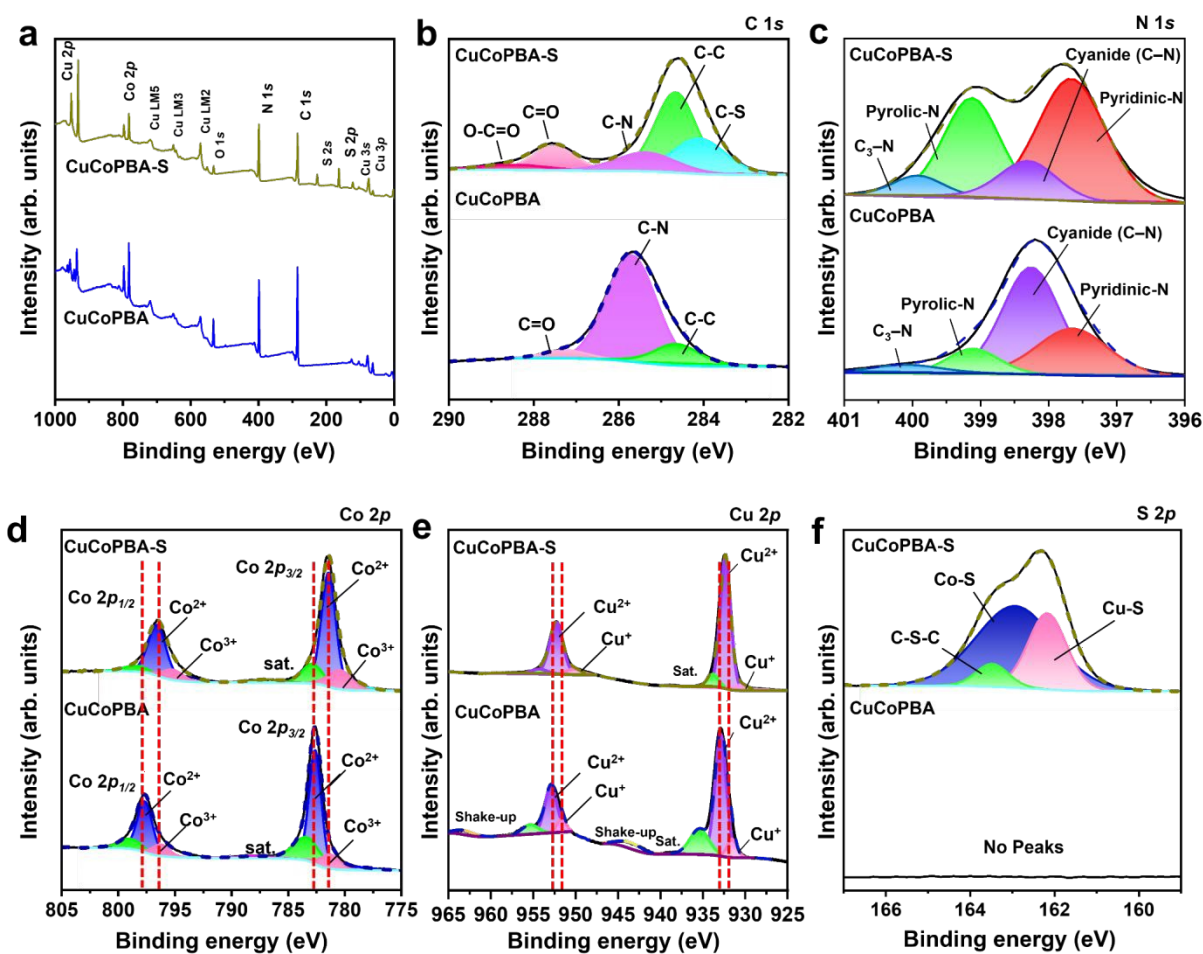 a
Cu 2p
Co 2p
Cu LM5
Cu LM3
Cu LM2
O 1s
N 1s
C 1s
S 2s
S 2p
Cu 3s
Cu 3p
CuCoPBA-S
CuCoPBA
Intensity (arb. units)
1000 800 600 400 200 0
Binding energy (eV)
b
C 1s
CuCoPBA-S
C-C
C=O
O-C=O
C-N
C-S
CuCoPBA
C-N
C=O
C-C
Intensity (arb. units)
290 288 286 284 282
Binding energy (eV)
c
N 1s
CuCoPBA-S
Cyanide (C–N)
Pyrolic-N
Pyridinic-N
C3–N
CuCoPBA
Cyanide (C–N)
Pyrolic-N
Pyridinic-N
C3–N
Intensity (arb. units)
401 400 399 398 397 396
Binding energy (eV)
d
Co 2p
CuCoPBA-S
Co 2p3/2
Co2+
Co 2p1/2
Co2+
Co3+
sat.
Co3+
CuCoPBA
Co 2p3/2
Co2+
Co 2p1/2
Co2+
Co3+
sat.
Co3+
Intensity (arb. units)
805 800 795 790 785 780 775
Binding energy (eV)
e
Cu 2p
CuCoPBA-S
Cu2+
Cu2+
Cu+
Sat.
Cu+
CuCoPBA
Cu2+
Cu2+
Cu+
Shake-up
Shake-up
Sat.
Cu+
Intensity (arb. units)
965 960 955 950 945 940 935 930 925
Binding energy (eV)
f
S 2p
CuCoPBA-S
Co-S
Cu-S
C-S-C
CuCoPBA
No Peaks
Intensity (arb. units)
166 164 162 160
Binding energy (eV)